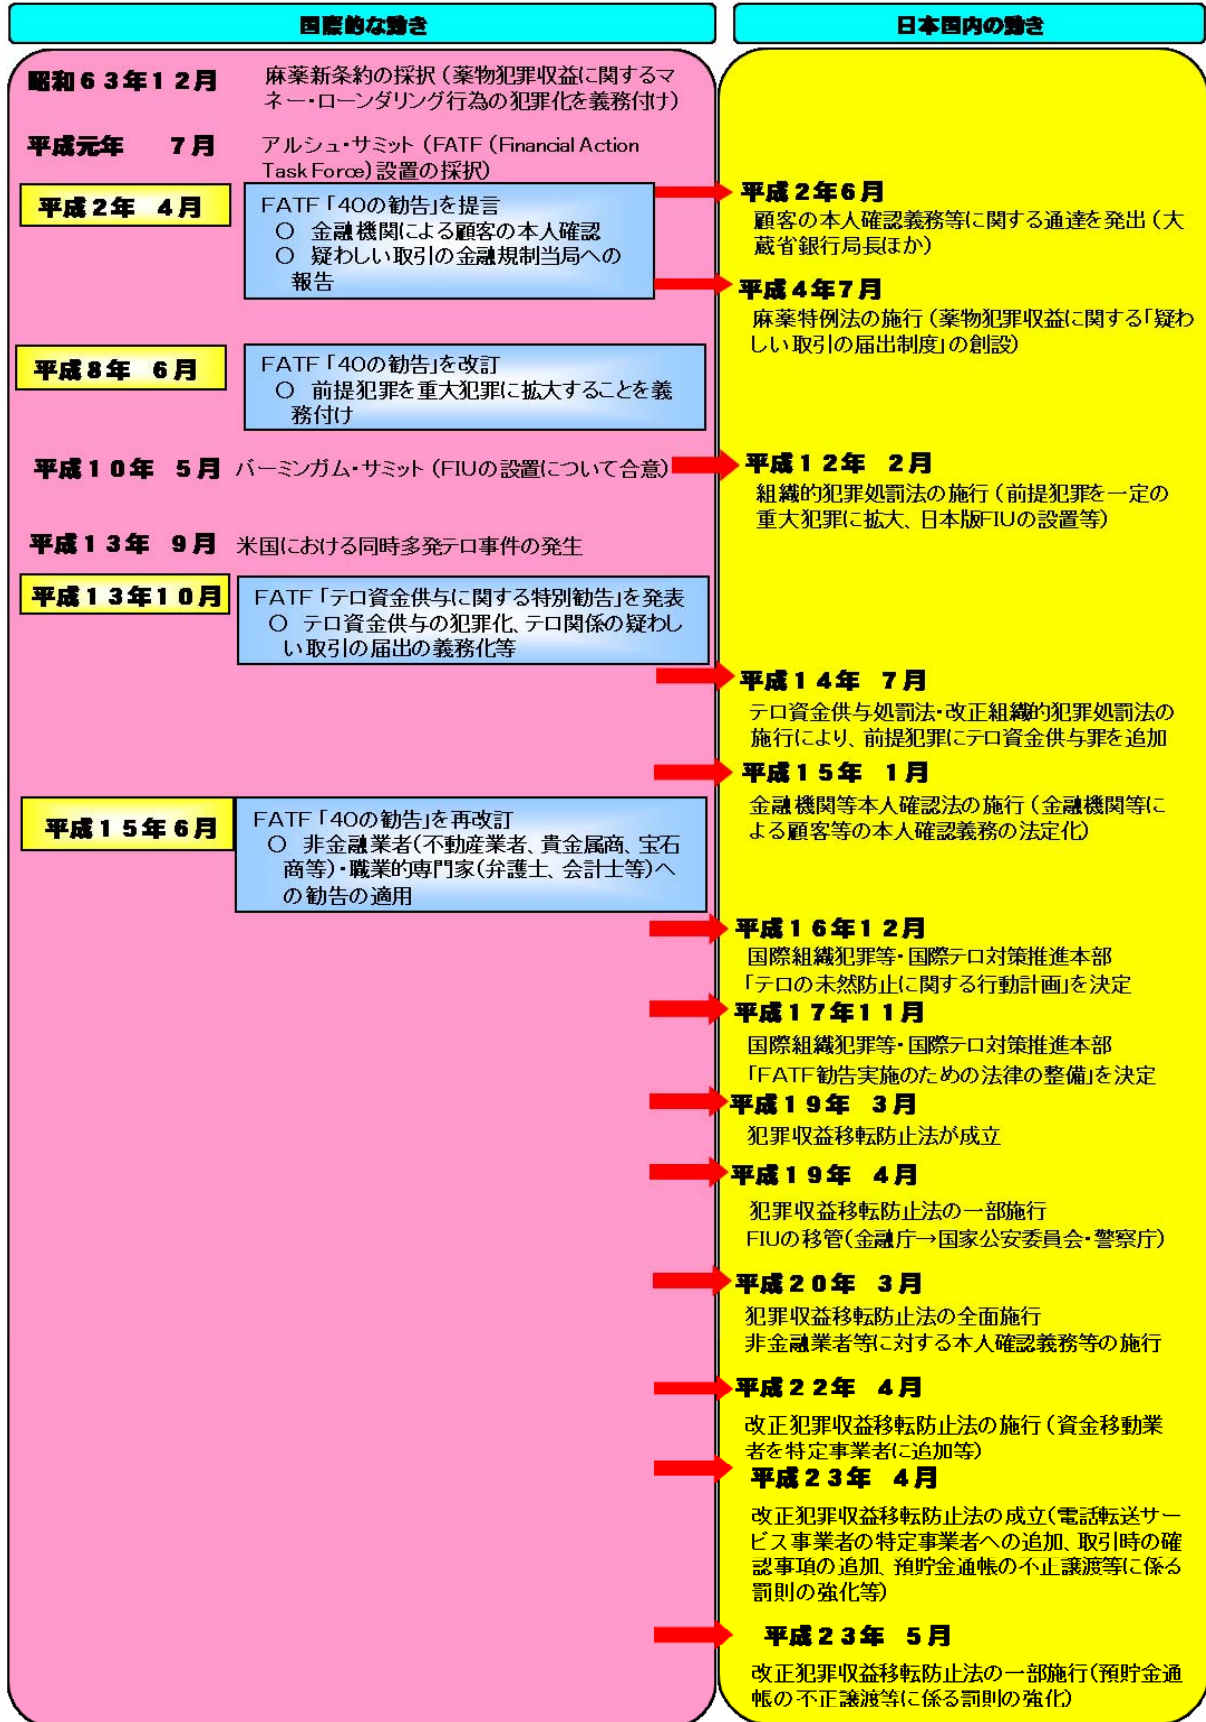 国際的な動き
昭和63年12月
麻薬新条約の採択（薬物犯罪収益に関するマ
ネー・ローンダリング行為の犯罪化を義務付け）
平成元年　7月
アルシュ・サミット（FATF（Financial Action
Task Force）設置の採択）
平成2年 4月
FATF「40の勧告」を提言
○ 金融機関による顧客の本人確認
○ 疑わしい取引の金融規制当局への
報告
平成8年 6月
FATF「40の勧告」を改訂
○ 前提犯罪を重大犯罪に拡大することを義
務付け
平成10年 5月
バーミンガム・サミット（FIUの設置について合意）
平成13年 9月
米国における同時多発テロ事件の発生
平成13年10月
FATF「テロ資金供与に関する特別勧告」を発表
○ テロ資金供与の犯罪化、テロ関係の疑わし
い取引の届出の義務化等
平成15年6月
FATF「40の勧告」を再改訂
○ 非金融業者(不動産業者、貴金属商、宝石
商等)・職業的専門家(弁護士、会計士等)へ
の勧告の適用
日本国内の動き
平成2年6月
顧客の本人確認義務等に関する通達を発出（大
蔵省銀行局長ほか）
平成4年7月
麻薬特例法の施行（薬物犯罪収益に関する「疑わ
しい取引の届出制度」の創設）
平成12年 2月
組織的犯罪処罰法の施行（前提犯罪を一定の
重大犯罪に拡大、日本版FIUの設置等）
平成14年 7月
テロ資金供与処罰法・改正組織的犯罪処罰法の
施行により、前提犯罪にテロ資金供与罪を追加
平成15年 1月
金融機関等本人確認法の施行（金融機関等に
よる顧客等の本人確認義務の法定化）
平成16年12月
国際組織犯罪等・国際テロ対策推進本部
「テロの未然防止に関する行動計画」を決定
平成17年11月
国際組織犯罪等・国際テロ対策推進本部
「FATF勧告実施のための法律の整備」を決定
平成19年 3月
犯罪収益移転防止法が成立
平成19年 4月
犯罪収益移転防止法の一部施行
FIUの移管(金融庁→国家公安委員会・警察庁)
平成20年 3月
犯罪収益移転防止法の全面施行
非金融業者等に対する本人確認義務等の施行
平成22年 4月
改正犯罪収益移転防止法の施行（資金移動業
者を特定事業者に追加等）
平成23年 4月
改正犯罪収益移転防止法の成立(電話転送サー
ビス事業者の特定事業者への追加、取引時の確
認事項の追加、預貯金通帳の不正譲渡等に係る
罰則の強化等)
平成23年 5月
改正犯罪収益移転防止法の一部施行(預貯金通
帳の不正譲渡等に係る罰則の強化)